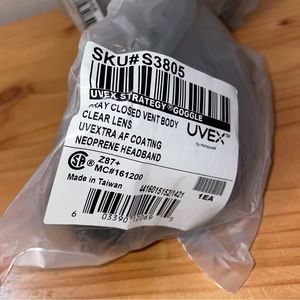 SKU# S3805
UVEX STRATEGY® GOGGLE
GRAY CLOSED VENT BODY
CLEAR LENS
UVEXTRA AF COATING
NEOPRENE HEADBAND
UVEX™
by Honeywell
Z87+
MC#161200
Made in Taiwan
1EA